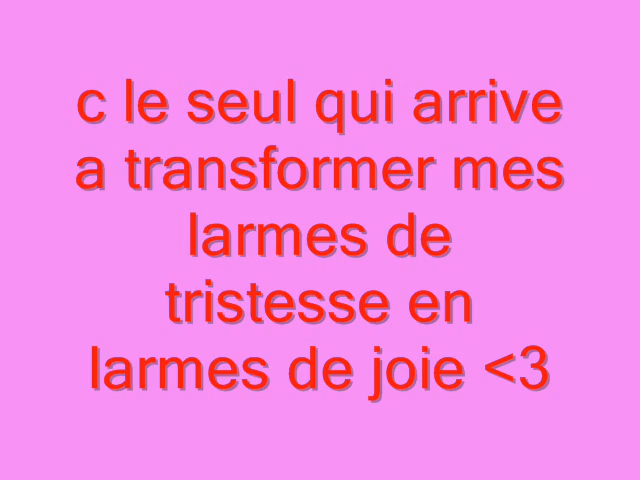 c le seul qui arrive
a transformer mes
larmes de
tristesse en
larmes de joie <3